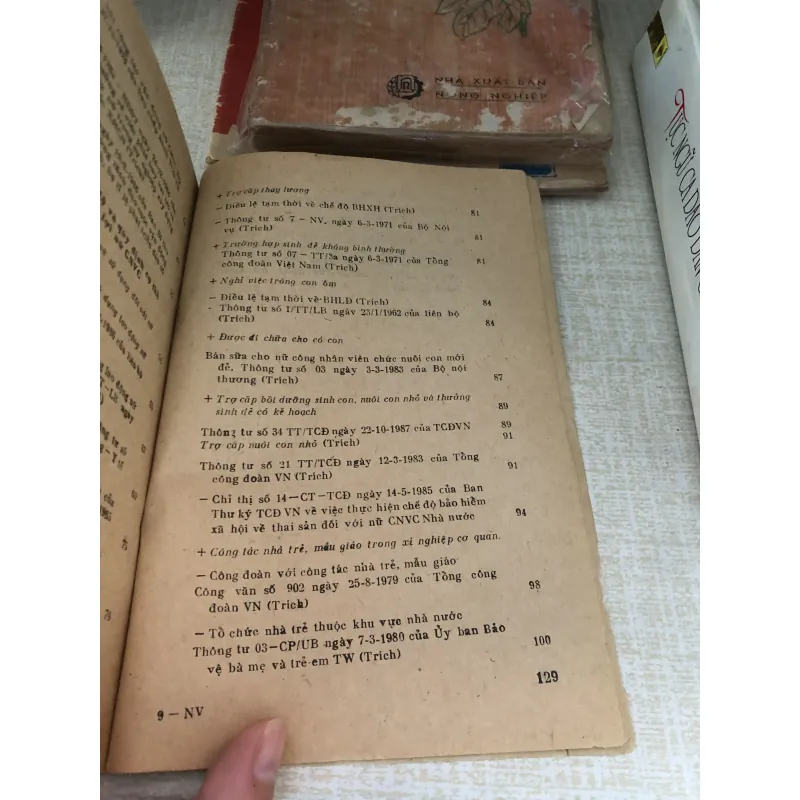 NHÀ XUẤT BẢN
NÔNG NGHIỆP
TỤC NGỮ CA DAO DÂN
+ Trợ cấp thay lương
— Điều lệ tạm thời về chế độ BHXH (Trích) 81
— Thông tư số 7 — NV, ngày 6-3-1971 của Bộ Nội
vụ (Trích) 81
+ Trường hợp sinh đẻ không bình thường
Thông tư số 07 — TT/3a ngày 6-3-1971 của Tổng
công đoàn Việt Nam (Trích) 81
+ Nghỉ việc trông con ốm
— Điều lệ tạm thời về BHLĐ (Trích) 84
- Thông tư số 1/TT/LB ngày 23/1/1962 của liên bộ
(Trích) 84
+ Được đi chữa cho có con
Bán sữa cho nữ công nhân viên chức nuôi con mới
đẻ. Thông tư số 03 ngày 3-3-1983 của Bộ nội
thương (Trích) 87
+ Trợ cấp bồi dưỡng sinh con, nuôi con nhỏ và thưởng
sinh đẻ có kế hoạch 89
Thông tư số 34 TT/TCĐ ngày 22-10-1987 của TCĐVN 89
Trợ cấp nuôi con nhỏ (Trích) 91
Thông tư số 21 TT/TCĐ ngày 12-3-1983 của Tổng
công đoàn VN (Trích) 91
— Chỉ thị số 14—CT—TCĐ ngày 14-5-1985 của Ban
Thư ký TCĐ VN về việc thực hiện chế độ bảo hiểm
xã hội về thai sản đối với nữ CNVC Nhà nước 94
+ Công tác nhà trẻ, mẫu giáo trong xí nghiệp cơ quan.
— Công đoàn với công tác nhà trẻ, mẫu giáo
Công văn số 902 ngày 25-8-1979 của Tổng công
đoàn VN (Trích) 98
— Tổ chức nhà trẻ thuộc khu vực nhà nước
Thông tư 03—CP/UB ngày 7-3-1980 của Ủy ban Bảo
vệ bà mẹ và trẻ em TW (Trích) 100
129
9 — NV